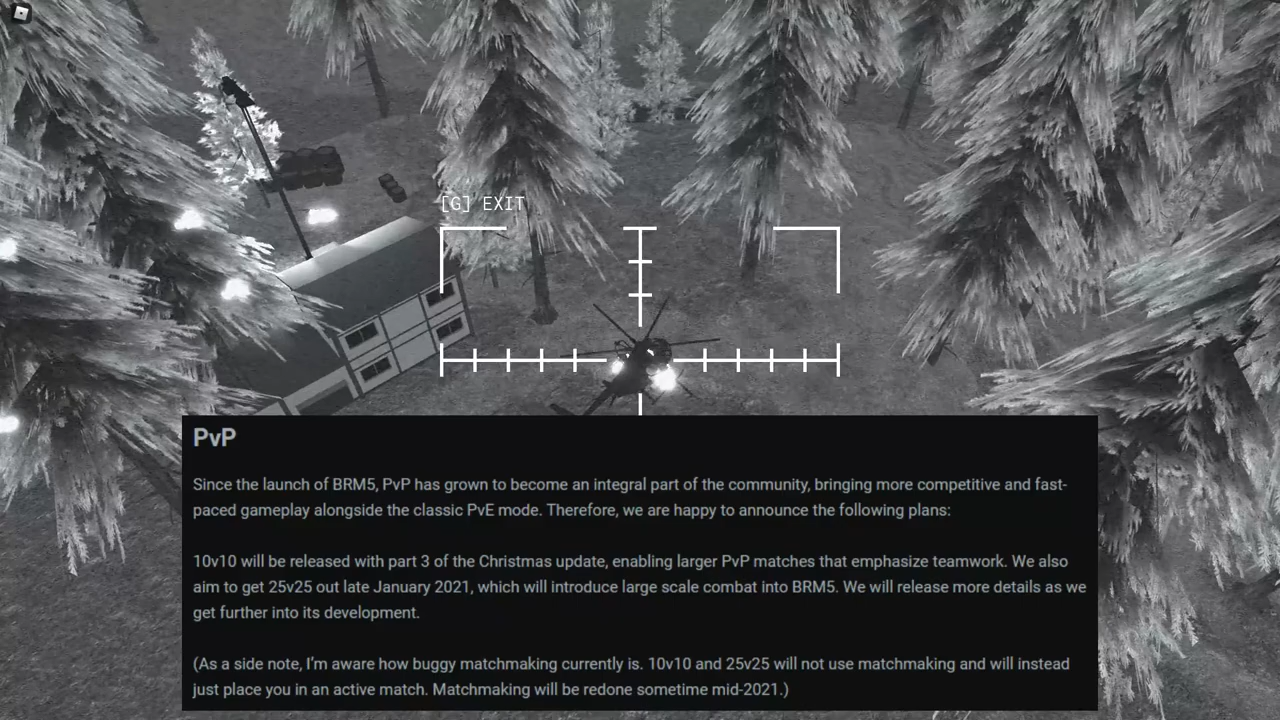 [G] EXIT
PvP
Since the launch of BRM5, PvP has grown to become an integral part of the community, bringing more competitive and fast-
paced gameplay alongside the classic PvE mode. Therefore, we are happy to announce the following plans:
10v10 will be released with part 3 of the Christmas update, enabling larger PvP matches that emphasize teamwork. We also
aim to get 25v25 out late January 2021, which will introduce large scale combat into BRM5. We will release more details as we
get further into its development.
(As a side note, I'm aware how buggy matchmaking currently is. 10v10 and 25v25 will not use matchmaking and will instead
just place you in an active match. Matchmaking will be redone sometime mid-2021.)